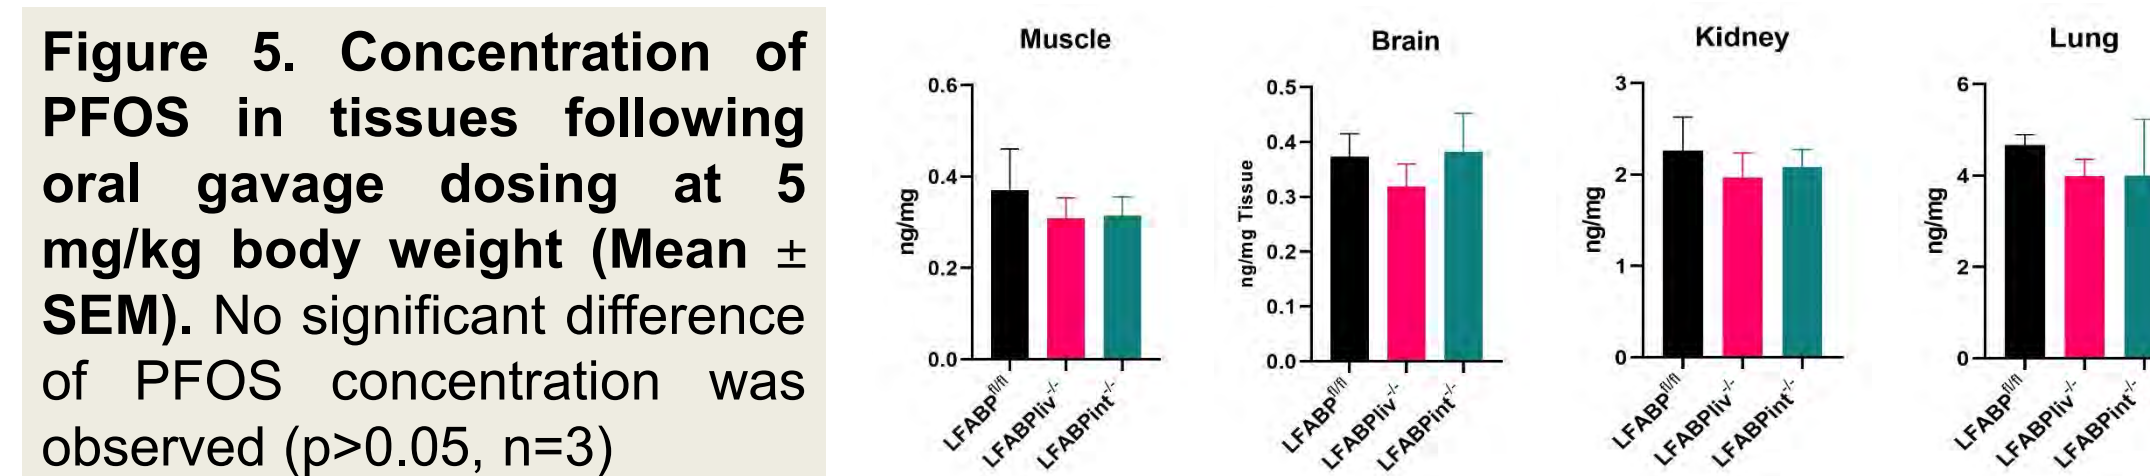 Figure 5. Concentration of
PFOS in tissues following
oral gavage dosing at 5
mg/kg body weight (Mean ±
SEM). No significant difference
of PFOS concentration was
observed (p>0.05, n=3)
Muscle
ng/mg
0.6
0.4
0.2
0.0
LFABPfl/fl
LFABPliv-/-
LFABPint-/-
Brain
ng/mg Tissue
0.5
0.4
0.3
0.2
0.1
0.0
LFABPfl/fl
LFABPliv-/-
LFABPint-/-
Kidney
ng/mg
3
2
1
0
LFABPfl/fl
LFABPliv-/-
LFABPint-/-
Lung
ng/mg
6
4
2
0
LFABPfl/fl
LFABPliv-/-
LFABPint-/-